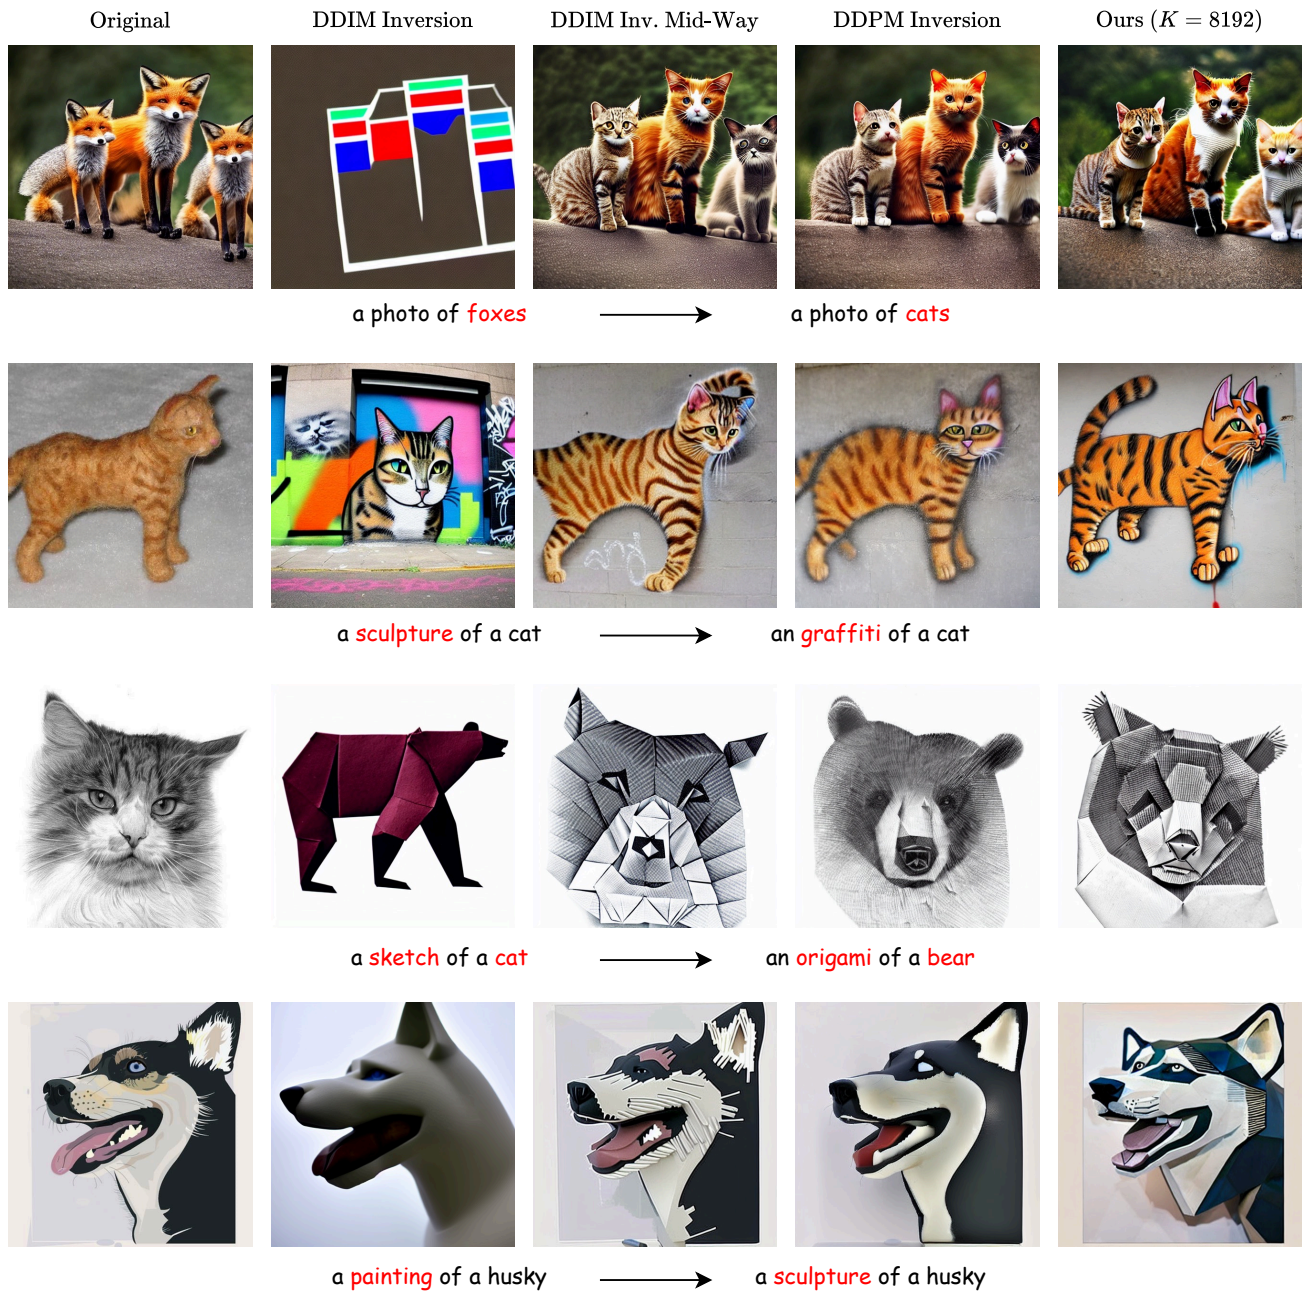 Original DDIM Inversion DDIM Inv. Mid-Way DDPM Inversion Ours (K = 8192)
a photo of foxes a photo of cats
a sculpture of a cat an graffiti of a cat
a sketch of a cat an origami of a bear
a painting of a husky a sculpture of a husky